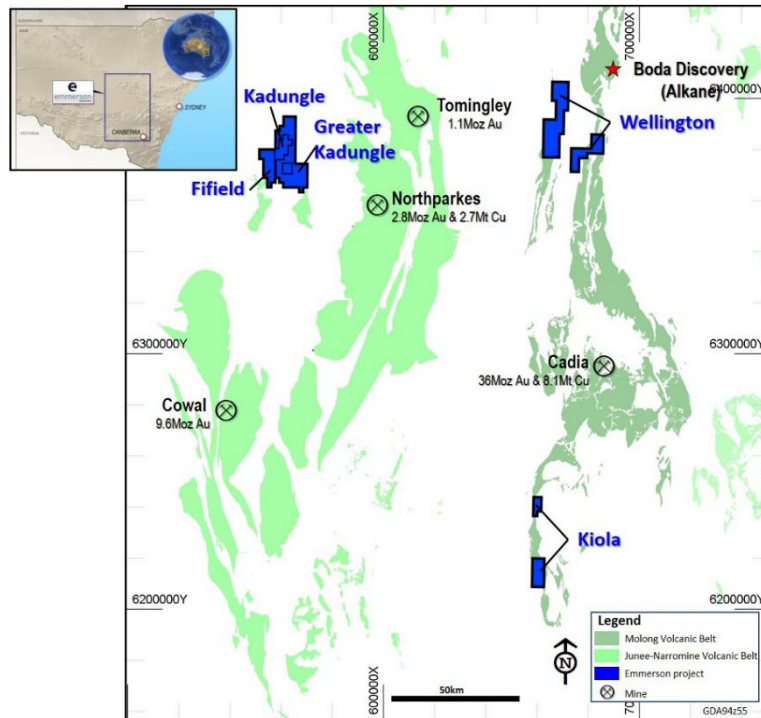 e
emmerson
SYDNEY
CANBERRA
600000X
700000X
Boda Discovery
(Alkane)
6400000Y
Kadungle
Greater
Kadungle
Fifield
Tomingley
1.1Moz Au
Wellington
Northparkes
2.8Moz Au & 2.7Mt Cu
6300000Y
6300000Y
Cadia
36Moz Au & 8.1Mt Cu
Cowal
9.6Moz Au
Kiola
6200000Y
6200000Y
Legend
Molong Volcanic Belt
Junee-Narromine Volcanic Belt
Emmerson project
Mine
N
50km
600000X
GDA94z55